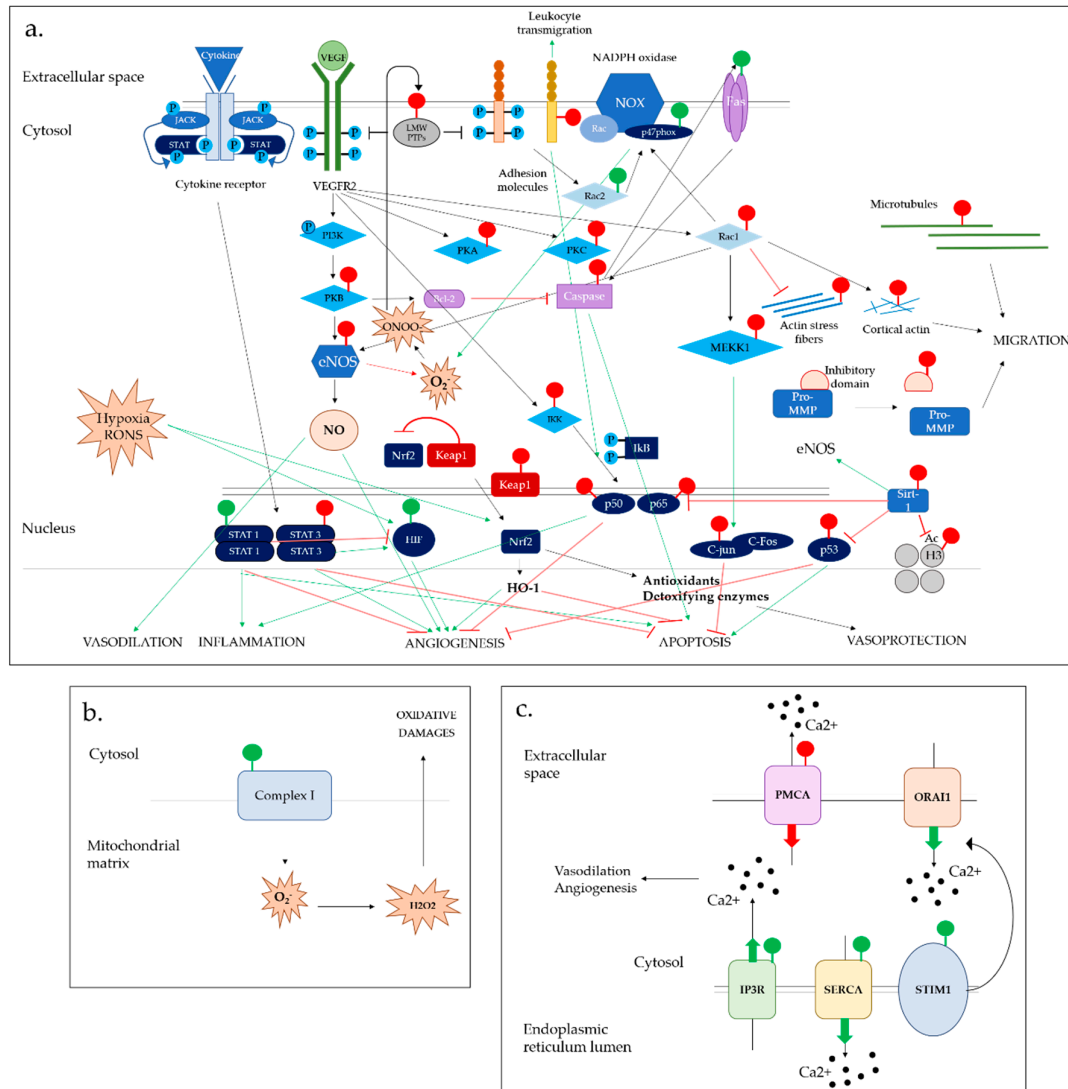 a.
Leukocyte
transmigration
Cytokine
VEGF
NADPH oxidase
Extracellular space
NOX
Fas
Cytosol
P
P
JACK
JACK
LMW
PTPs
Rac
p47phox
STAT
P
P
STAT
P
P
P
P
P
P
P
P
P
P
P
P
Cytokine receptor
VEGFR2
Adhesion
molecules
Rac2
Microtubules
P
PI3K
PKA
PKC
Rac1
PKB
Bcl-2
Caspase
ONOO-
Actin stress
fibers
Cortical actin
MIGRATION
eNOS
O2-
MEKK1
Inhibitory
domain
Pro-
MMP
Pro-
MMP
Hypoxia
RONS
NO
IKK
P
P
IkB
Nrf2
Keap1
Keap1
eNOS
Sirt-
1
p50
p65
Nucleus
STAT 1
STAT 3
STAT 1
STAT 3
HIF
Nrf2
C-jun
C-Fos
p53
Ac
H3
HO-1
Antioxidants
Detoxifying enzymes
VASODILATION
INFLAMMATION
ANGIOGENESIS
APOPTOSIS
VASOPROTECTION
b.
OXIDATIVE
DAMAGES
Cytosol
Complex I
Mitochondrial
matrix
O2-
H2O2
c.
Ca2+
Extracellular
space
PMCA
ORAI1
Vasodilation
Angiogenesis
Ca2+
Ca2+
Cytosol
IP3R
SERCA
STIM1
Endoplasmic
reticulum lumen
Ca2+